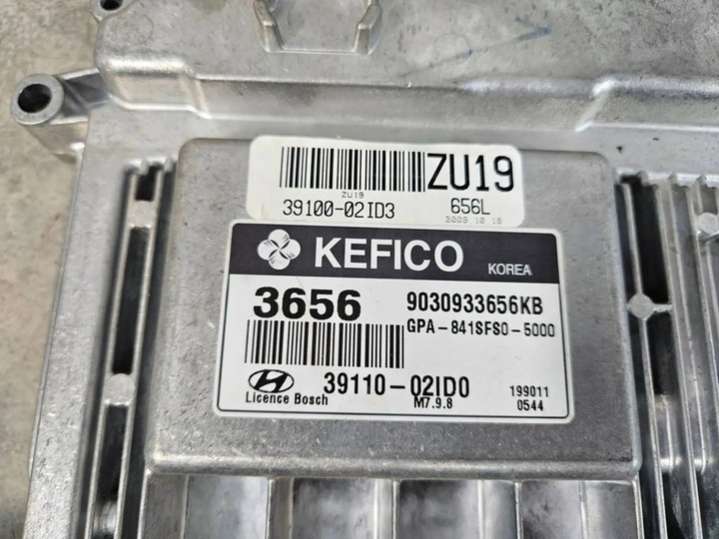 ZU19
ZU19
39100-02ID3
656L
2009 10 15
KEFICO
KOREA
3656
9030933656KB
GPA-841SFS0-5000
39110-02ID0
199011
Licence Bosch
M7.9.8
0544